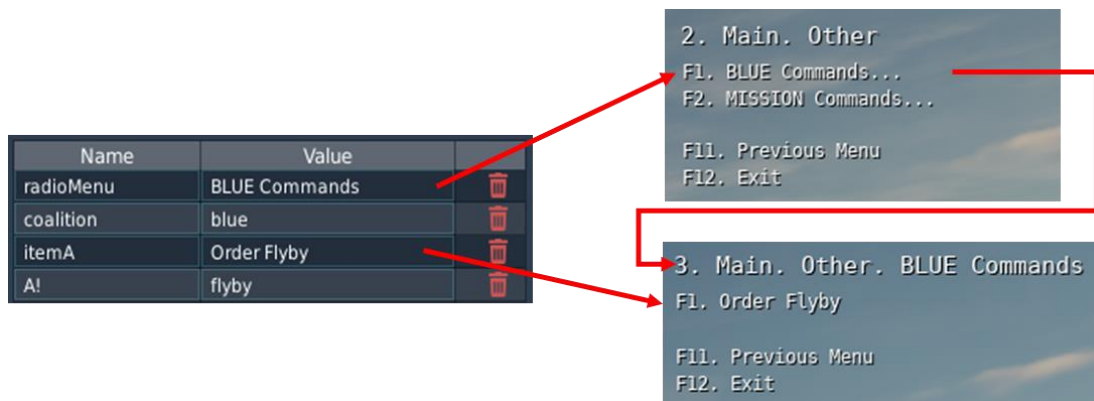 Name Value
radioMenu BLUE Commands
coalition blue
itemA Order Flyby
A! flyby
2. Main. Other
F1. BLUE Commands...
F2. MISSION Commands...
F11. Previous Menu
F12. Exit
3. Main. Other. BLUE Commands
F1. Order Flyby
F11. Previous Menu
F12. Exit